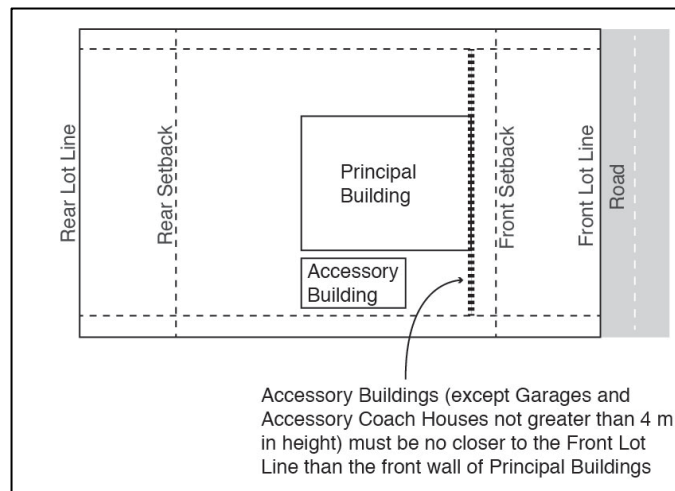 Rear Lot Line
Rear Setback
Principal
Building
Accessory
Building
Front Setback
Front Lot Line
Road
Accessory Buildings (except Garages and
Accessory Coach Houses not greater than 4 m
in height) must be no closer to the Front Lot
Line than the front wall of Principal Buildings